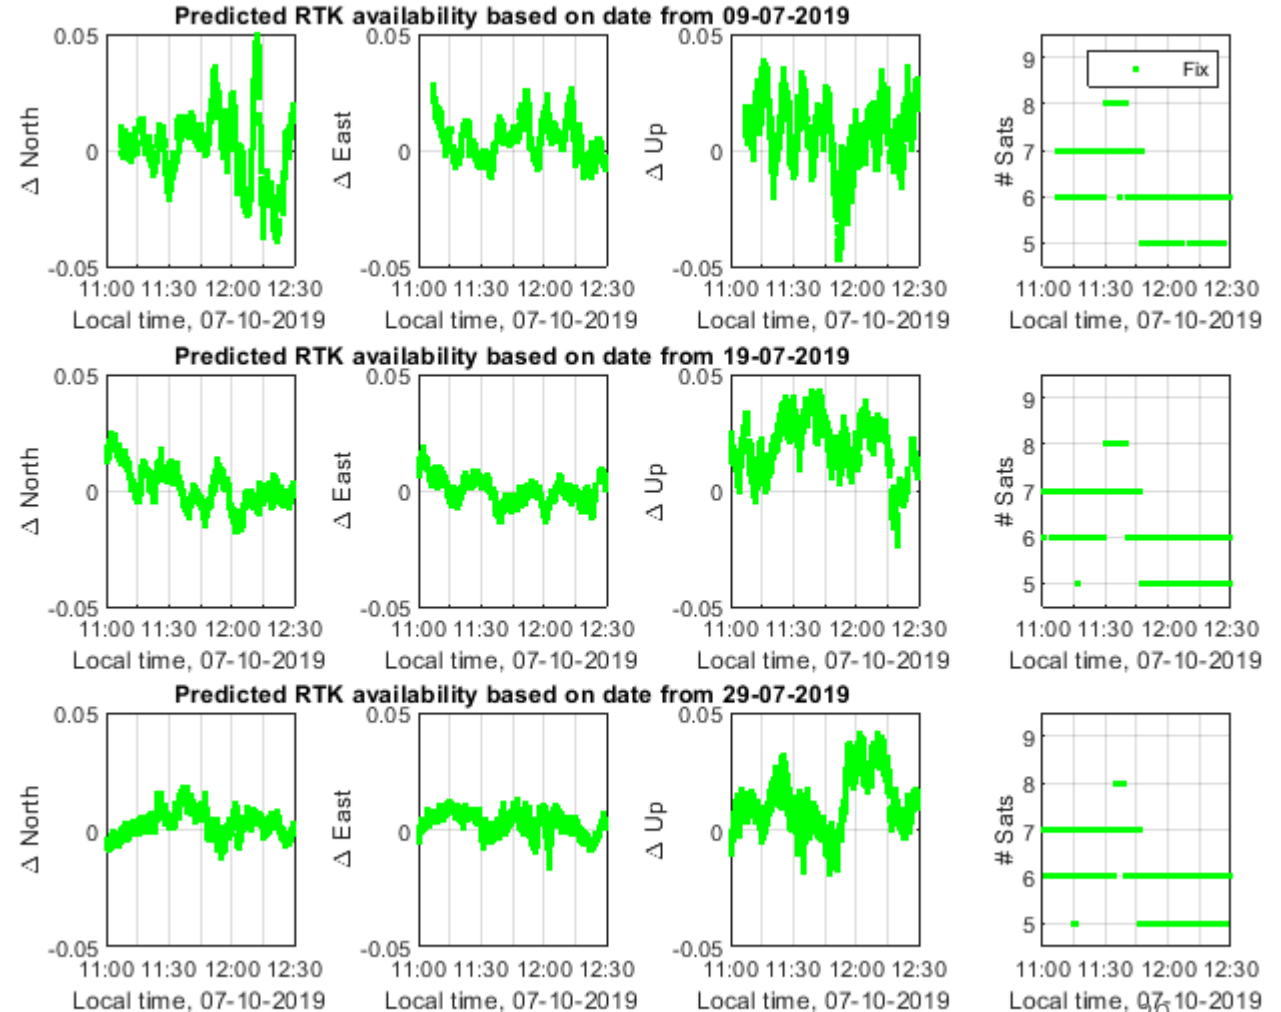 Predicted RTK availability based on date from 09-07-2019
0.05 0.05 0.05 9 Fix
8
Δ North Δ East Δ Up # Sats
0 0 0 7
6
-0.05 -0.05 -0.05 5
11:00 11:30 12:00 12:30 11:00 11:30 12:00 12:30 11:00 11:30 12:00 12:30 11:00 11:30 12:00 12:30
Local time, 07-10-2019 Local time, 07-10-2019 Local time, 07-10-2019 Local time, 07-10-2019
Predicted RTK availability based on date from 19-07-2019
0.05 0.05 0.05 9
8
Δ North Δ East Δ Up # Sats
0 0 0 7
6
-0.05 -0.05 -0.05 5
11:00 11:30 12:00 12:30 11:00 11:30 12:00 12:30 11:00 11:30 12:00 12:30 11:00 11:30 12:00 12:30
Local time, 07-10-2019 Local time, 07-10-2019 Local time, 07-10-2019 Local time, 07-10-2019
Predicted RTK availability based on date from 29-07-2019
0.05 0.05 0.05 9
8
Δ North Δ East Δ Up # Sats
0 0 0 7
6
-0.05 -0.05 -0.05 5
11:00 11:30 12:00 12:30 11:00 11:30 12:00 12:30 11:00 11:30 12:00 12:30 11:00 11:30 12:00 12:30
Local time, 07-10-2019 Local time, 07-10-2019 Local time, 07-10-2019 Local time, 07-10-2019